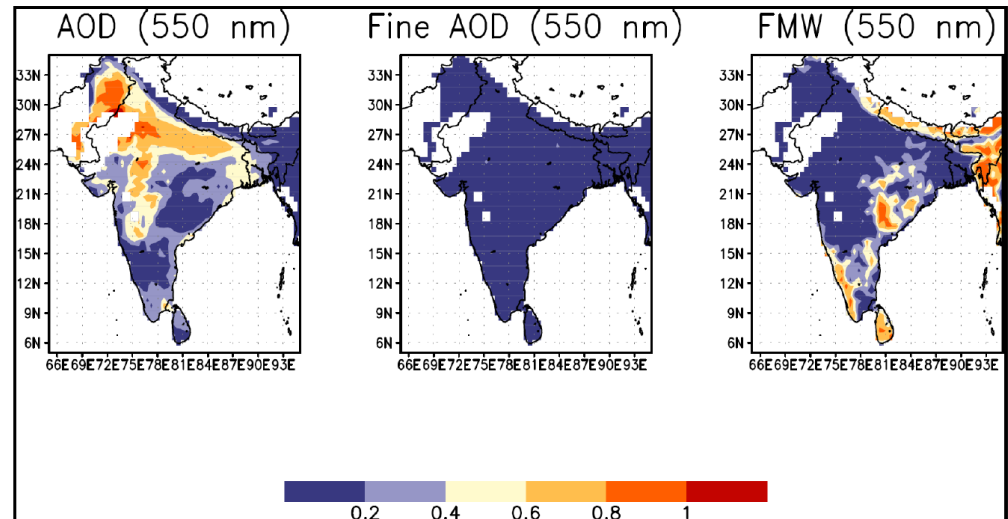 AOD (550 nm)
Fine AOD (550 nm)
FMW (550 nm)
33N
30N
27N
24N
21N
18N
15N
12N
9N
6N
66E69E72E75E78E81E84E87E90E93E
33N
30N
27N
24N
21N
18N
15N
12N
9N
6N
66E69E72E75E78E81E84E87E90E93E
33N
30N
27N
24N
21N
18N
15N
12N
9N
6N
66E69E72E75E78E81E84E87E90E93E
0.2 0.4 0.6 0.8 1